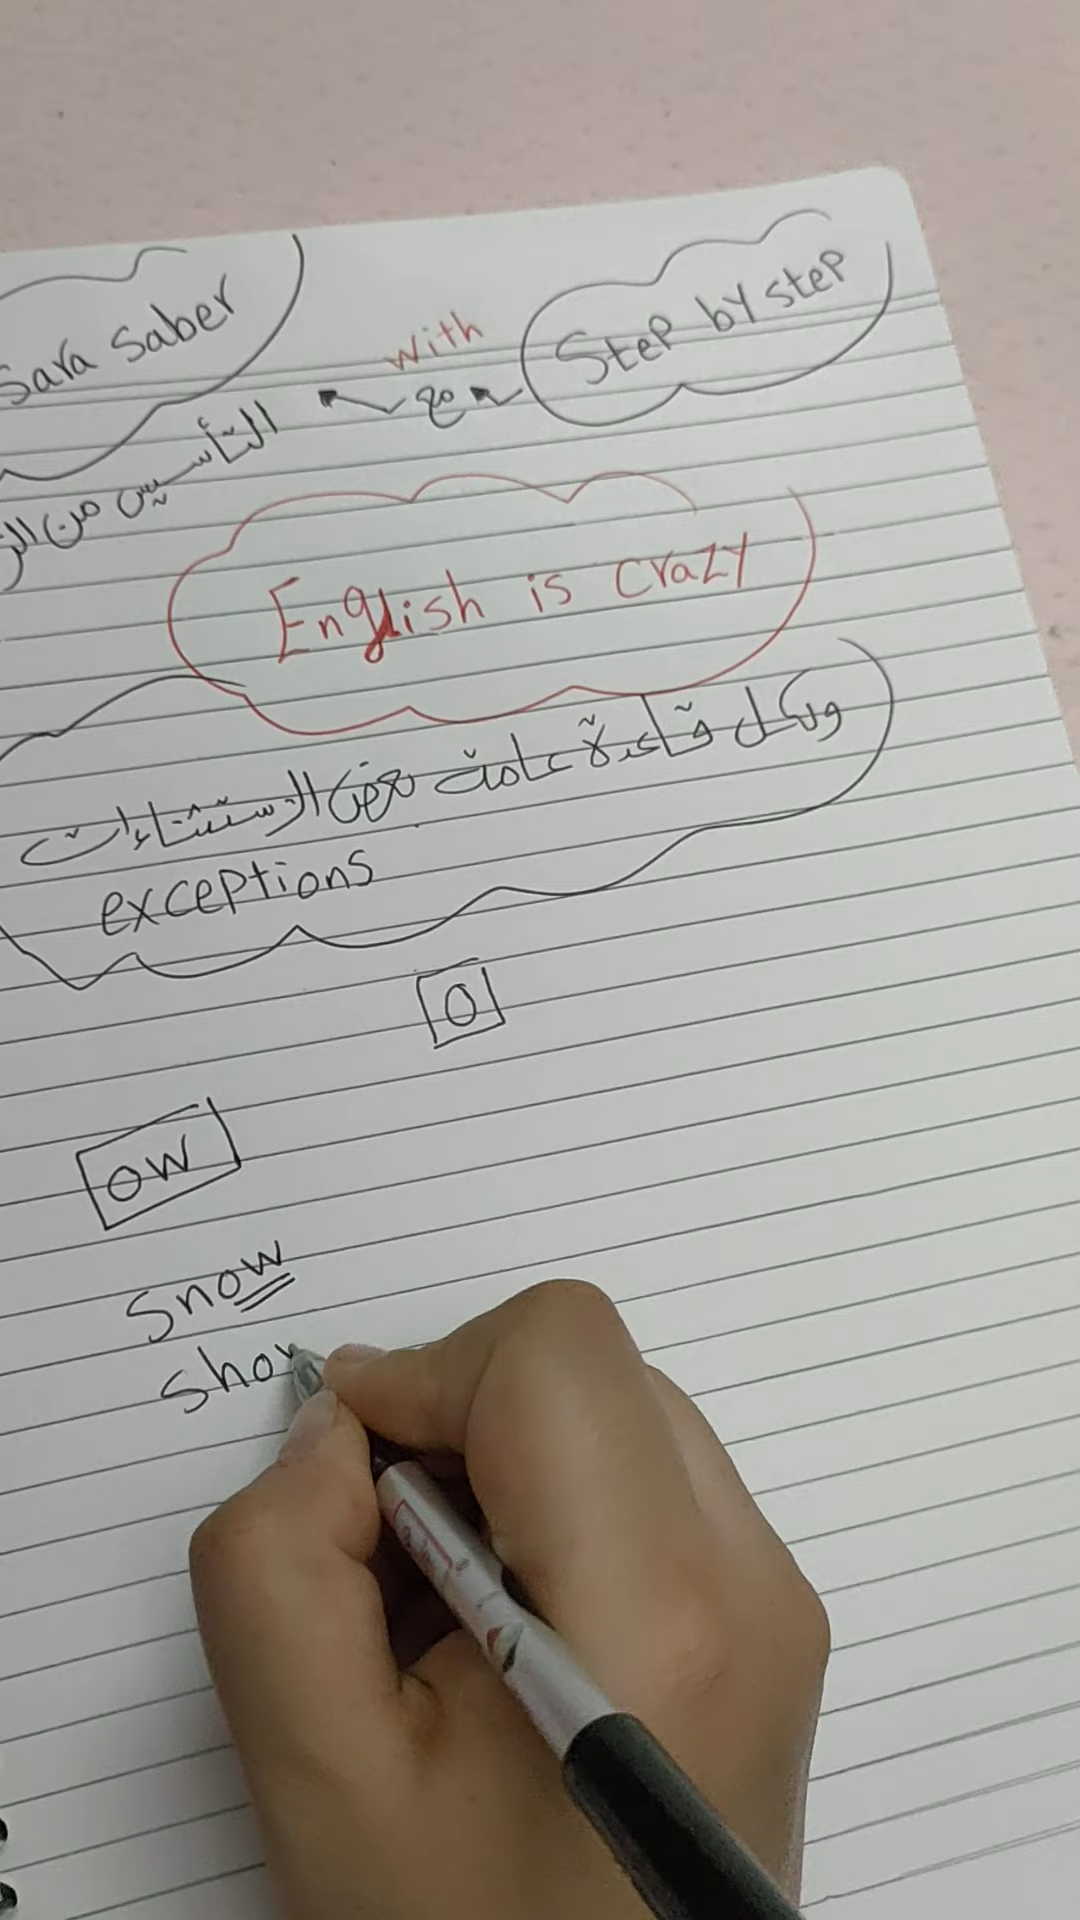 Step by step
with
مع
Sara Saber
التأسيس من
English is crazy
ولكل قاعدة عامة بعض الاستثناءات
exceptions
O
ow
snow
show